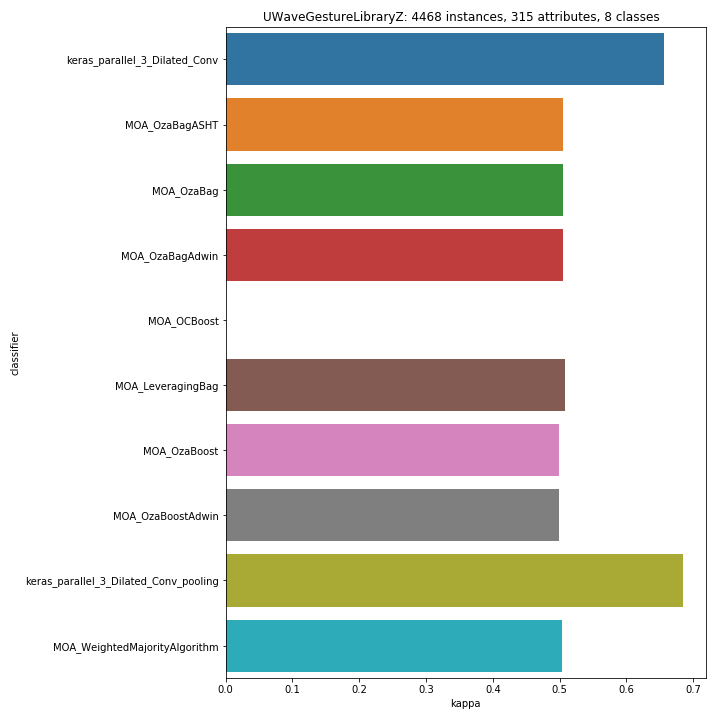 UWaveGestureLibraryZ: 4468 instances, 315 attributes, 8 classes
keras_parallel_3_Dilated_Conv
MOA_OzaBagASHT
MOA_OzaBag
MOA_OzaBagAdwin
MOA_OCBoost
MOA_LeveragingBag
MOA_OzaBoost
MOA_OzaBoostAdwin
keras_parallel_3_Dilated_Conv_pooling
MOA_WeightedMajorityAlgorithm
classifier
0.0 0.1 0.2 0.3 0.4 0.5 0.6 0.7
kappa